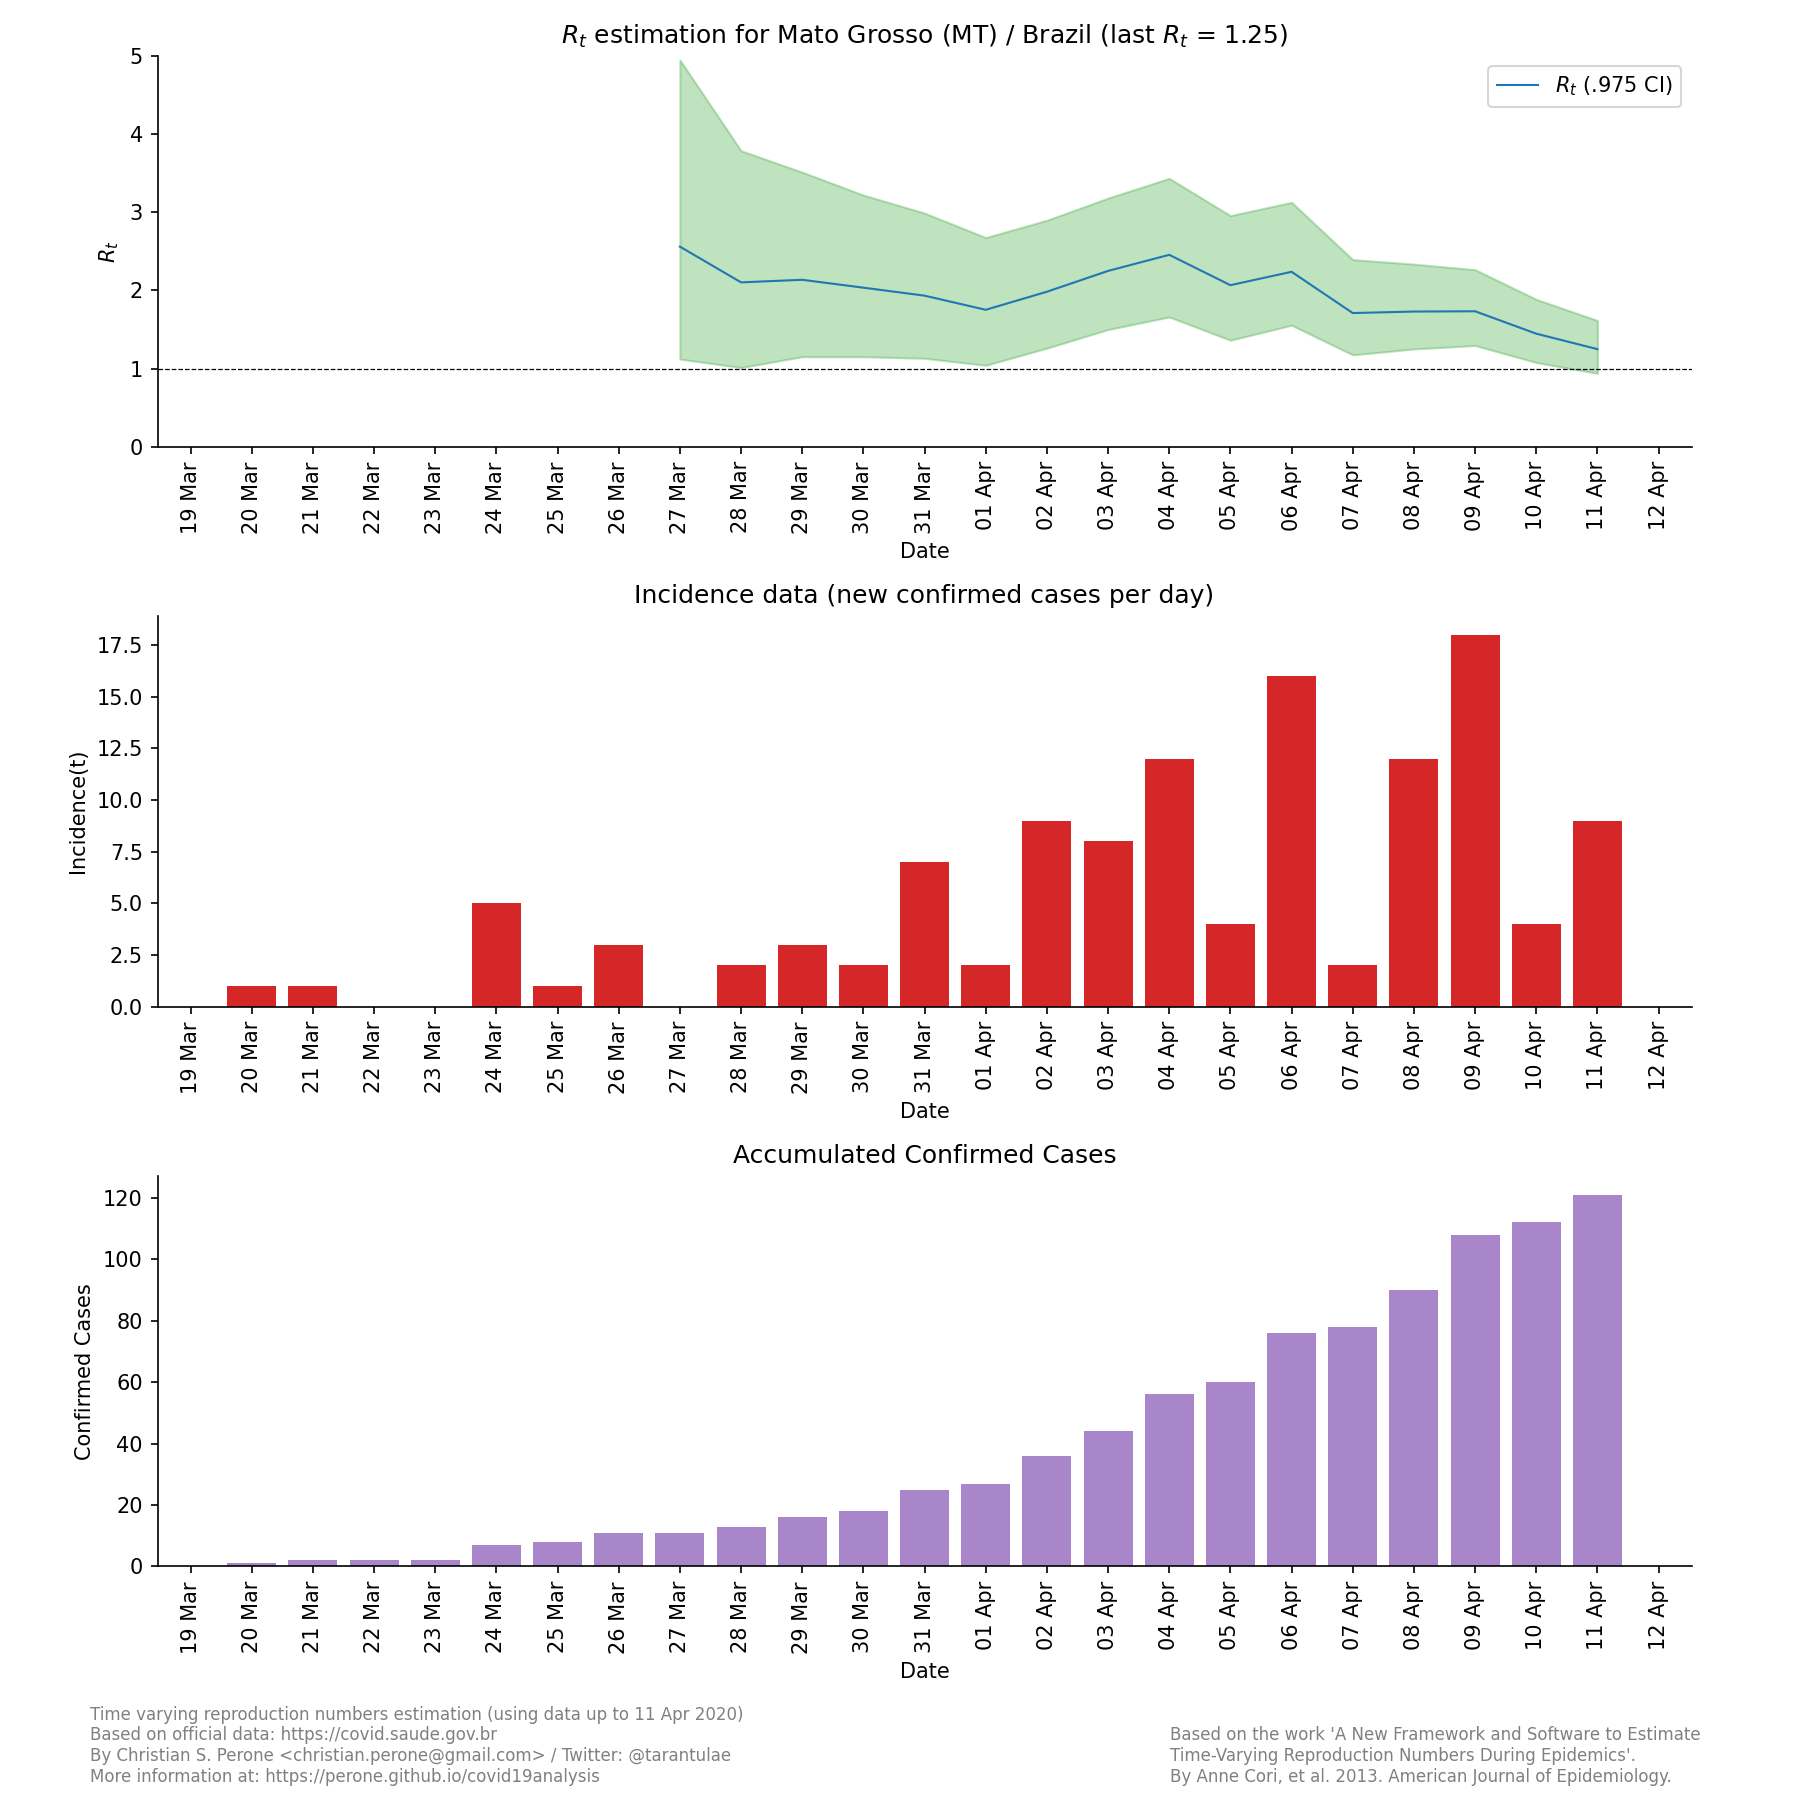 Rt estimation for Mato Grosso (MT) / Brazil (last Rt = 1.25)
Rt (.975 CI)
Rt
5
4
3
2
1
0
19 Mar 20 Mar 21 Mar 22 Mar 23 Mar 24 Mar 25 Mar 26 Mar 27 Mar 28 Mar 29 Mar 30 Mar 31 Mar 01 Apr 02 Apr 03 Apr 04 Apr 05 Apr 06 Apr 07 Apr 08 Apr 09 Apr 10 Apr 11 Apr 12 Apr
Date
Incidence data (new confirmed cases per day)
Incidence(t)
17.5
15.0
12.5
10.0
7.5
5.0
2.5
0.0
19 Mar 20 Mar 21 Mar 22 Mar 23 Mar 24 Mar 25 Mar 26 Mar 27 Mar 28 Mar 29 Mar 30 Mar 31 Mar 01 Apr 02 Apr 03 Apr 04 Apr 05 Apr 06 Apr 07 Apr 08 Apr 09 Apr 10 Apr 11 Apr 12 Apr
Date
Accumulated Confirmed Cases
Confirmed Cases
120
100
80
60
40
20
0
19 Mar 20 Mar 21 Mar 22 Mar 23 Mar 24 Mar 25 Mar 26 Mar 27 Mar 28 Mar 29 Mar 30 Mar 31 Mar 01 Apr 02 Apr 03 Apr 04 Apr 05 Apr 06 Apr 07 Apr 08 Apr 09 Apr 10 Apr 11 Apr 12 Apr
Date
Time varying reproduction numbers estimation (using data up to 11 Apr 2020)
Based on official data: https://covid.saude.gov.br
By Christian S. Perone <christian.perone@gmail.com> / Twitter: @tarantulae
More information at: https://perone.github.io/covid19analysis
Based on the work 'A New Framework and Software to Estimate
Time-Varying Reproduction Numbers During Epidemics'.
By Anne Cori, et al. 2013. American Journal of Epidemiology.